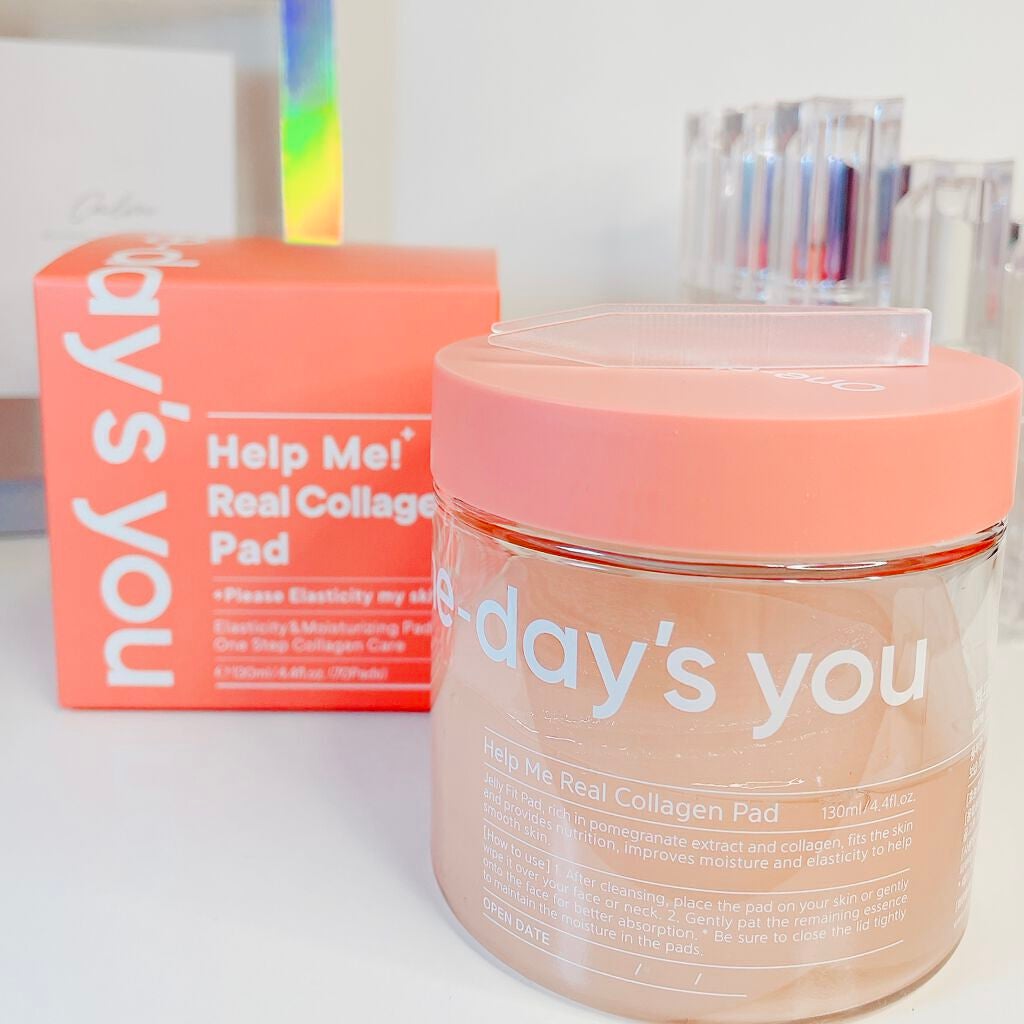 -day's you
Help Me!
Real Collage
Pad
+Please Elasticity my ski
Elasticity & Moisturizing Pad
One Step Collagen Care
130ml/4.4fl.oz. (70Pads)
One
e-day's you
Help Me Real Collagen Pad 130ml/4.4fl.oz.
Jelly Fit Pad, rich in pomegranate extract and collagen, fits the skin
and provides nutrition, improves moisture and elasticity to help
smooth skin.
[How to use] 1. After cleansing, place the pad on your skin or gently
wipe it over your face or neck. 2. Gently pat the remaining essence
onto the face for better absorption. * Be sure to close the lid tightly
to maintain the moisture in the pads.
OPEN DATE / /